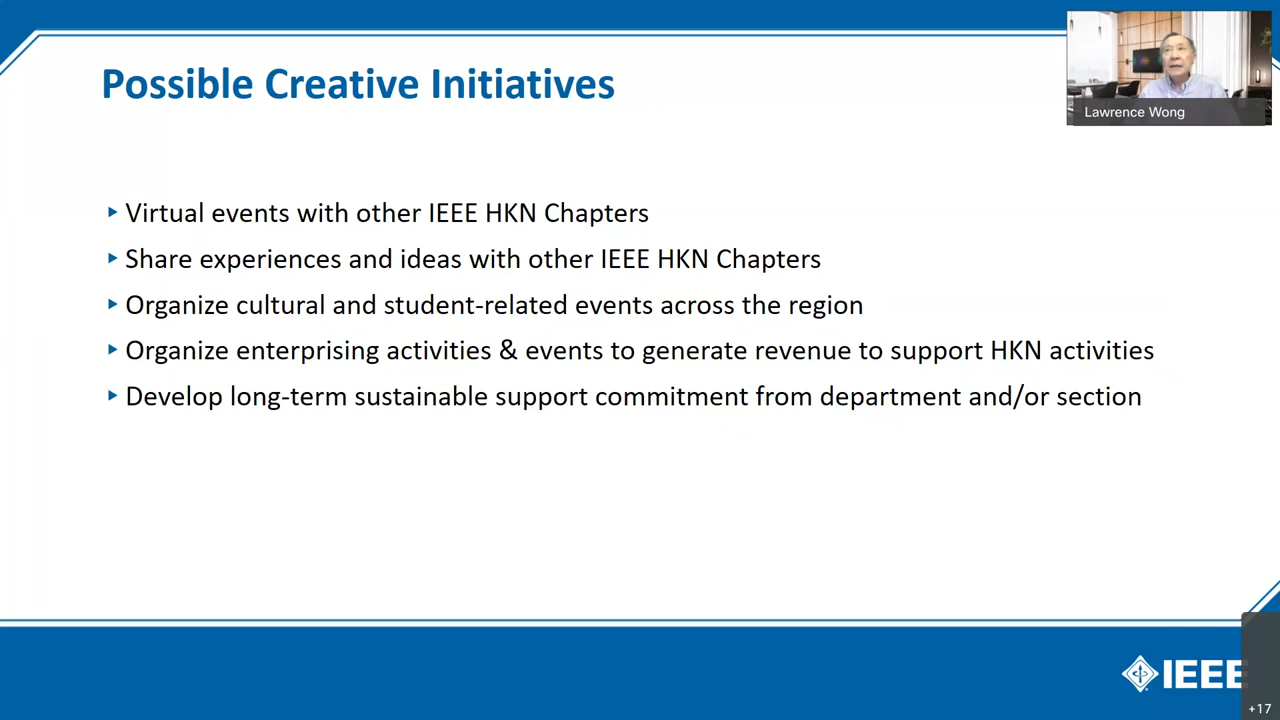 Possible Creative Initiatives
Lawrence Wong
Virtual events with other IEEE HKN Chapters
Share experiences and ideas with other IEEE HKN Chapters
Organize cultural and student-related events across the region
Organize enterprising activities & events to generate revenue to support HKN activities
Develop long-term sustainable support commitment from department and/or section
IEEE
+17